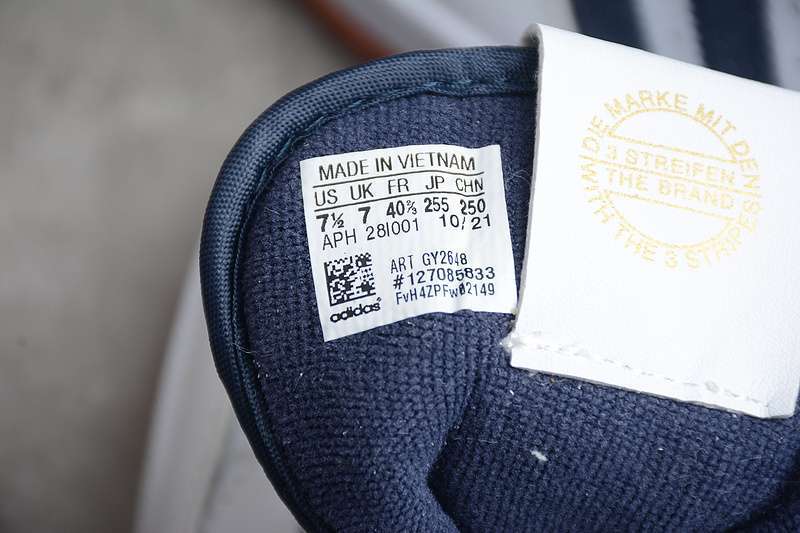 MADE IN VIETNAM
US UK FR JP CHN
7½ 7 40⅔ 255 250
APH 28I001 10/21
ART GY2648
#127085833
FvH4ZPFw02149
adidas
DIE MARKE MIT DEN
3 STREIFEN
THE BRAND
WITH THE 3 STRIPES